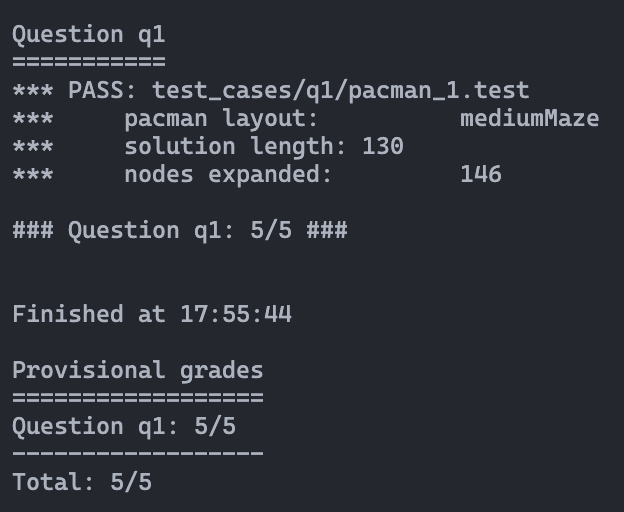 Question q1
===========
*** PASS: test_cases/q1/pacman_1.test
***     pacman layout:          mediumMaze
***     solution length: 130
***     nodes expanded:         146
### Question q1: 5/5 ###
Finished at 17:55:44
Provisional grades
==================
Question q1: 5/5
------------------
Total: 5/5